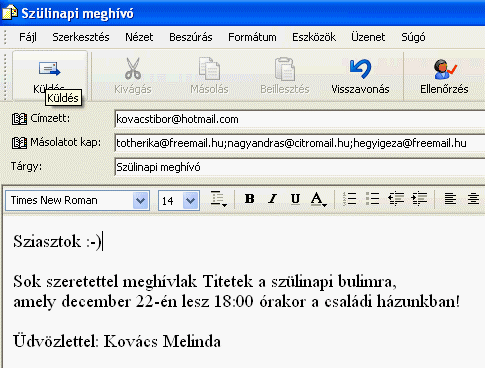 Szülinapi meghívó
Fájl Szerkesztés Nézet Beszúrás Formátum Eszközök Üzenet Súgó
Küldés Kivágás Másolás Beillesztés Visszavonás Ellenőrzés
Küldés
Címzett: kovacstibor@hotmail.com
Másolatot kap: totherika@freemail.hu;nagyandras@citromail.hu;hegyigeza@freemail.hu
Tárgy: Szülinapi meghívó
Times New Roman 14 B I U A
Sziasztok :-)
Sok szeretettel meghívlak Titetek a szülinapi bulimra,
amely december 22-én lesz 18:00 órakor a családi házunkban!
Üdvözlettel: Kovács Melinda